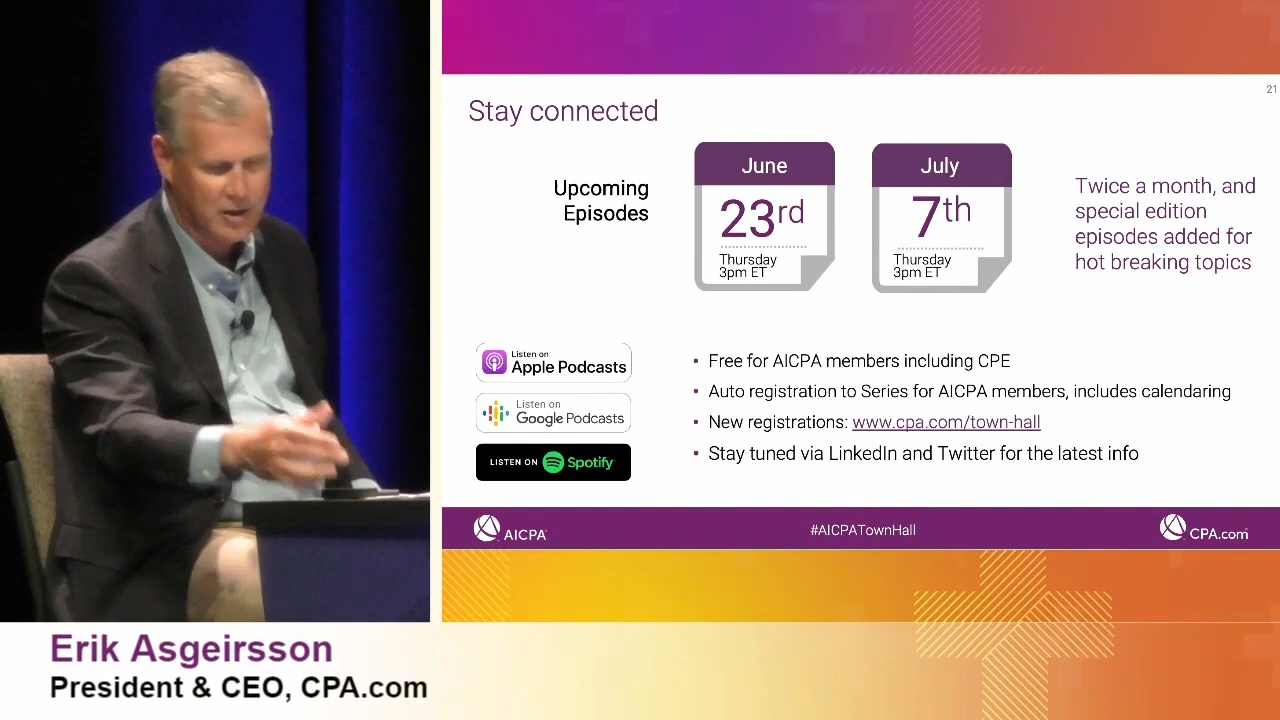 21
Stay connected
Upcoming
Episodes
June
23rd
Thursday
3pm ET
July
7th
Thursday
3pm ET
Twice a month, and
special edition
episodes added for
hot breaking topics
Listen on
Apple Podcasts
Listen on
Google Podcasts
LISTEN ON Spotify
• Free for AICPA members including CPE
• Auto registration to Series for AICPA members, includes calendaring
• New registrations: www.cpa.com/town-hall
• Stay tuned via LinkedIn and Twitter for the latest info
AICPA
#AICPATownHall
CPA.com
Erik Asgeirsson
President & CEO, CPA.com